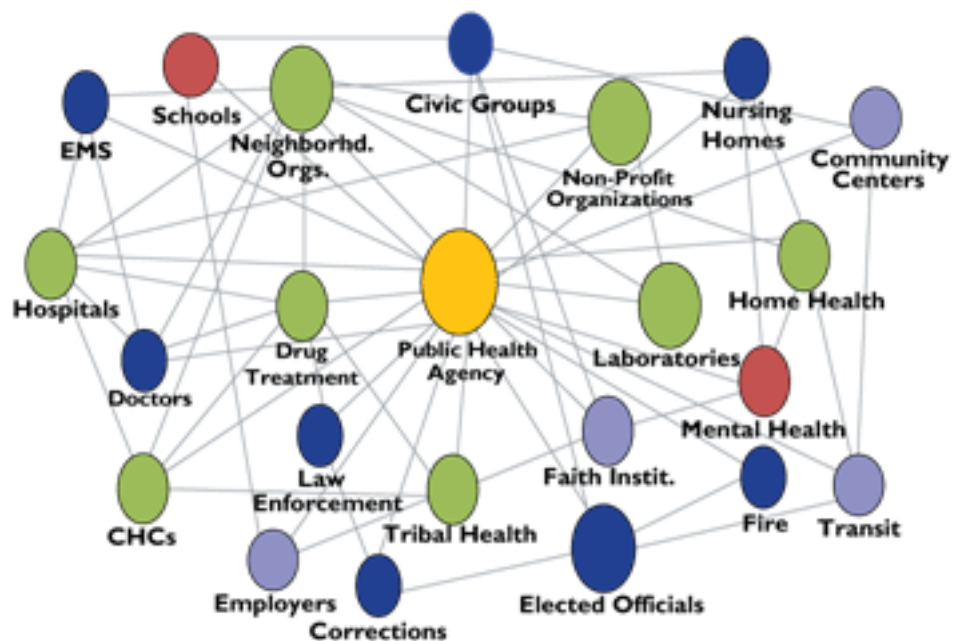 Schools
Civic Groups
EMS
Neighborhd.
Orgs.
Nursing
Homes
Community
Centers
Non-Profit
Organizations
Hospitals
Home Health
Drug
Treatment
Public Health
Agency
Laboratories
Doctors
Mental Health
Law
Enforcement
Faith Instit.
CHCs
Tribal Health
Fire
Transit
Employers
Elected Officials
Corrections